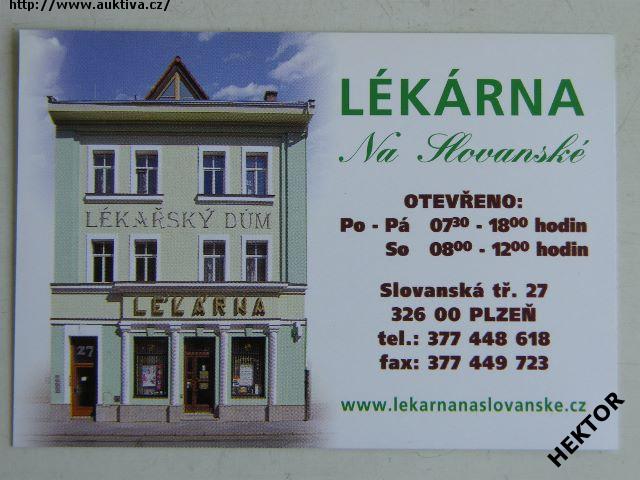 http://www.auktiva.cz/
LÉKÁRNA
Na Slovanské
OTEVŘENO:
Po - Pá 07³⁰ - 18⁰⁰ hodin
So 08⁰⁰ - 12⁰⁰ hodin
Slovanská tř. 27
326 00 PLZEŇ
tel.: 377 448 618
fax: 377 449 723
www.lekarnanaslovanske.cz
LÉKAŘSKÝ DŮM
LÉKÁRNA
27
HEKTOR